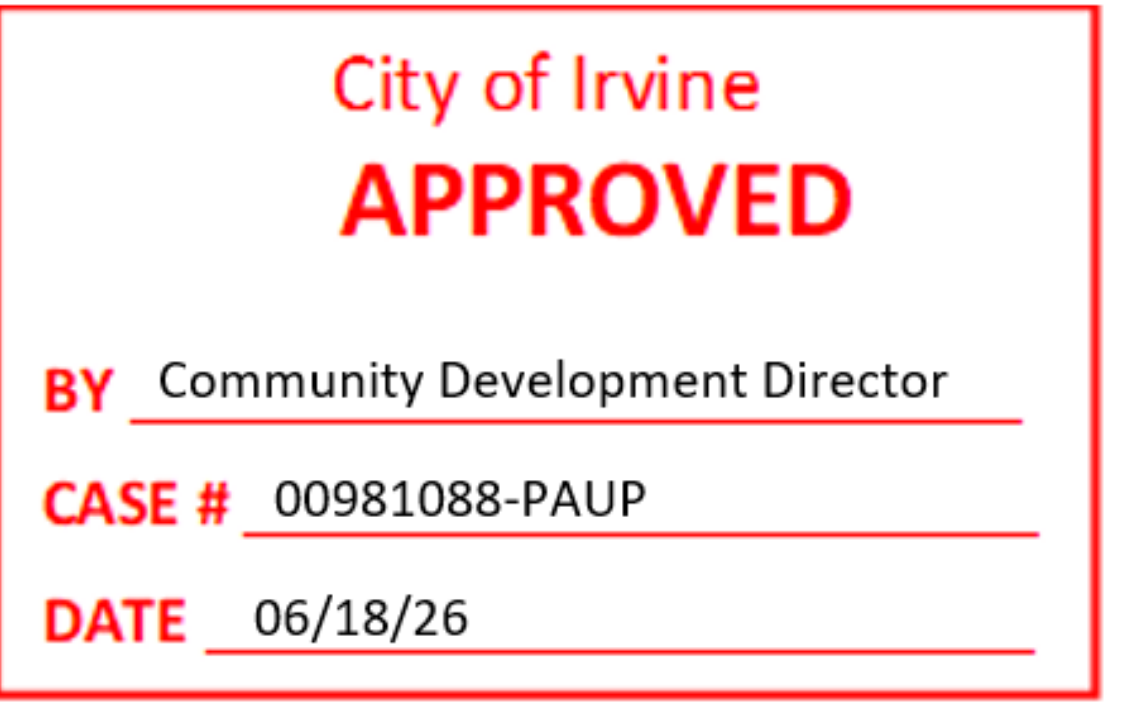 City of Irvine
APPROVED
BY Community Development Director
CASE # 00981088-PAUP
DATE 06/18/26